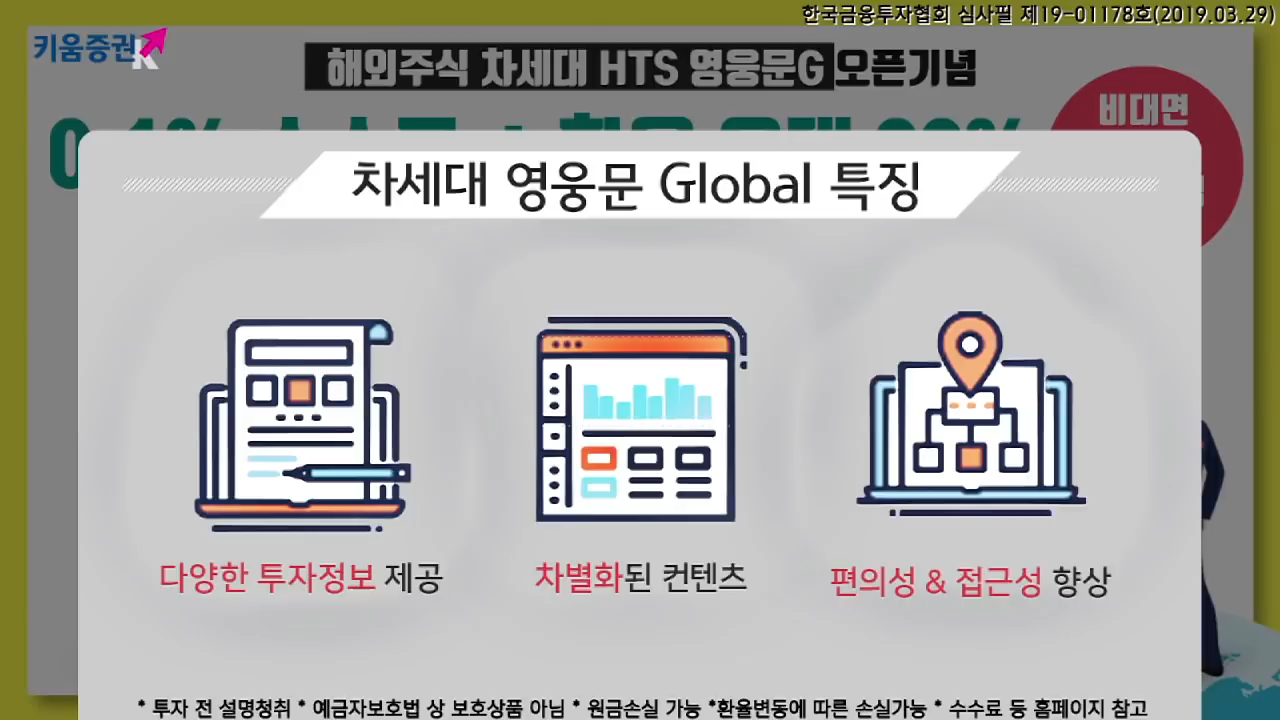 한국금융투자협회 심사필 제19-01178호(2019.03.29)
키움증권
해외주식 차세대 HTS 영웅문G 오픈기념
비대면
차세대 영웅문 Global 특징
다양한 투자정보 제공
차별화된 컨텐츠
편의성 & 접근성 향상
* 투자 전 설명청취 * 예금자보호법 상 보호상품 아님 * 원금손실 가능 *환율변동에 따른 손실가능 * 수수료 등 홈페이지 참고